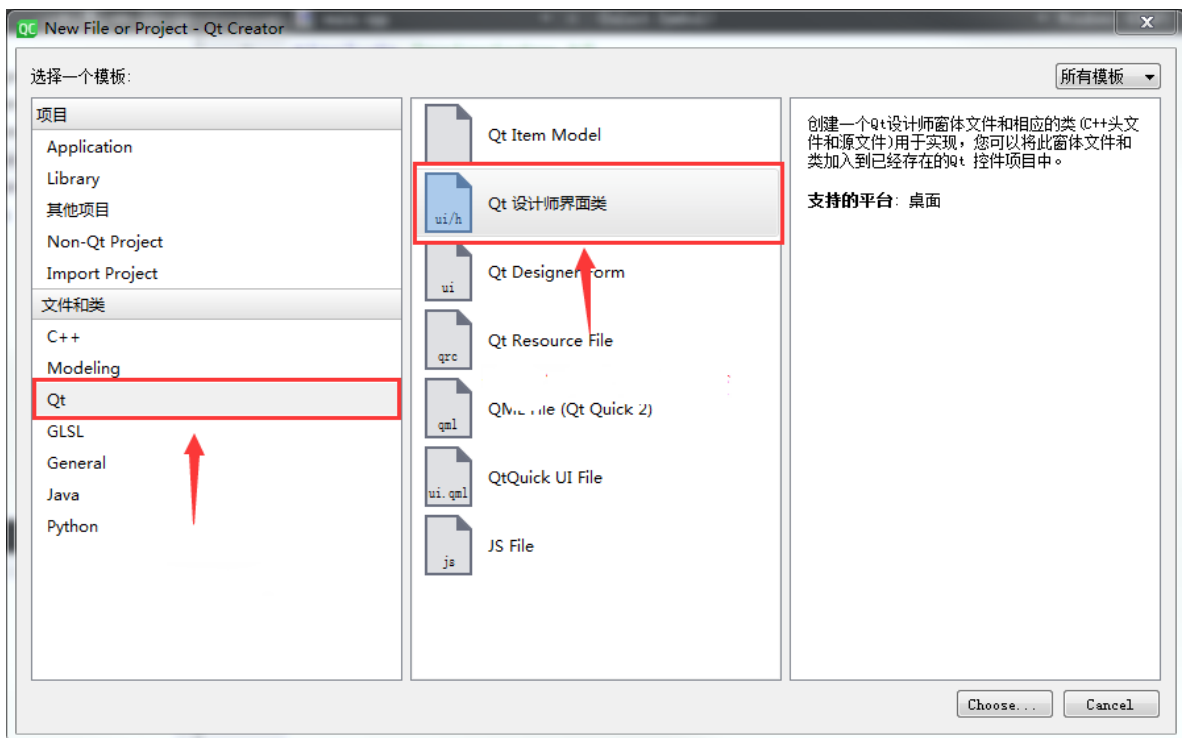 New File or Project - Qt Creator
选择一个模板:
所有模板
项目
Application
Library
其他项目
Non-Qt Project
Import Project
文件和类
C++
Modeling
Qt
GLSL
General
Java
Python
Qt Item Model
ui/h
Qt 设计师界面类
ui
Qt Designer Form
qrc
Qt Resource File
qml
(Qt Quick 2)
ui.qml
QtQuick UI File
js
JS File
创建一个Qt设计师窗体文件和相应的类(C++头文
件和源文件)用于实现，您可以将此窗体文件和
类加入到已经存在的Qt 控件项目中。
支持的平台: 桌面
Choose...
Cancel